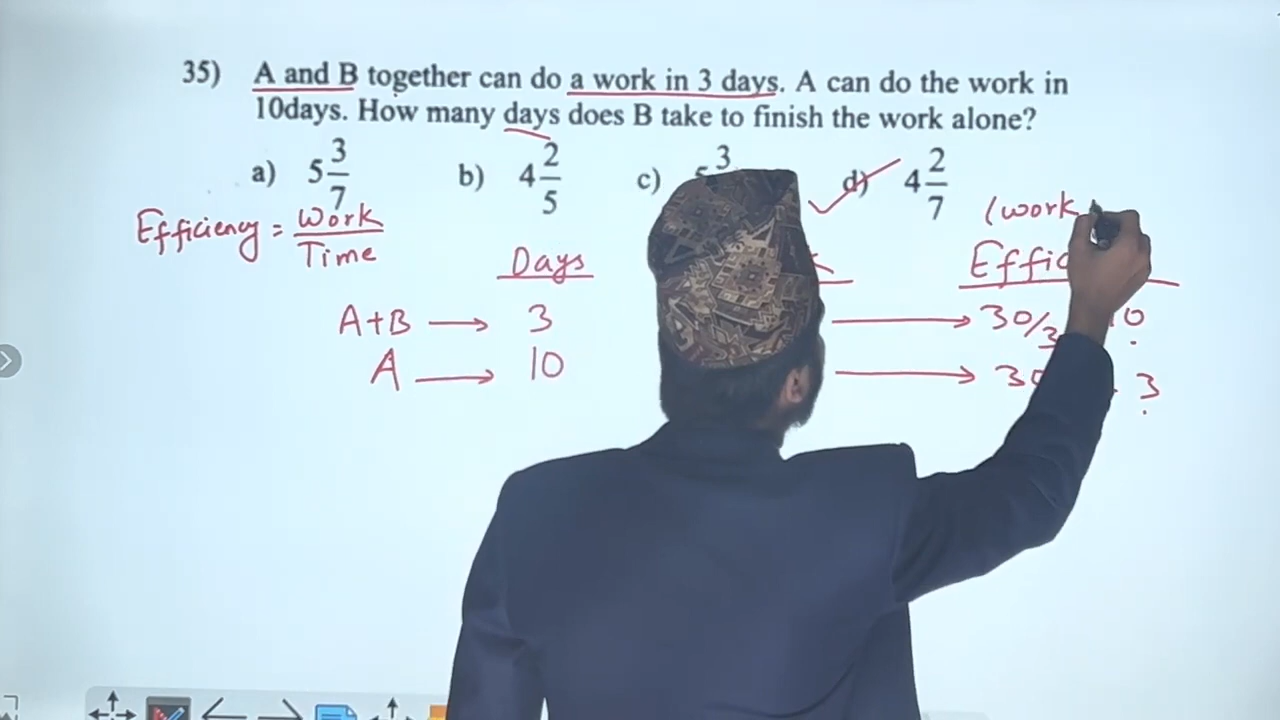 35) A and B together can do a work in 3 days. A can do the work in
10days. How many days does B take to finish the work alone?
a) 5 3/7 b) 4 2/5 c) 3 d) 4 2/7
Efficiency = Work/Time
Days
(work
A+B → 3 → 30/3 10
A → 10 → 3